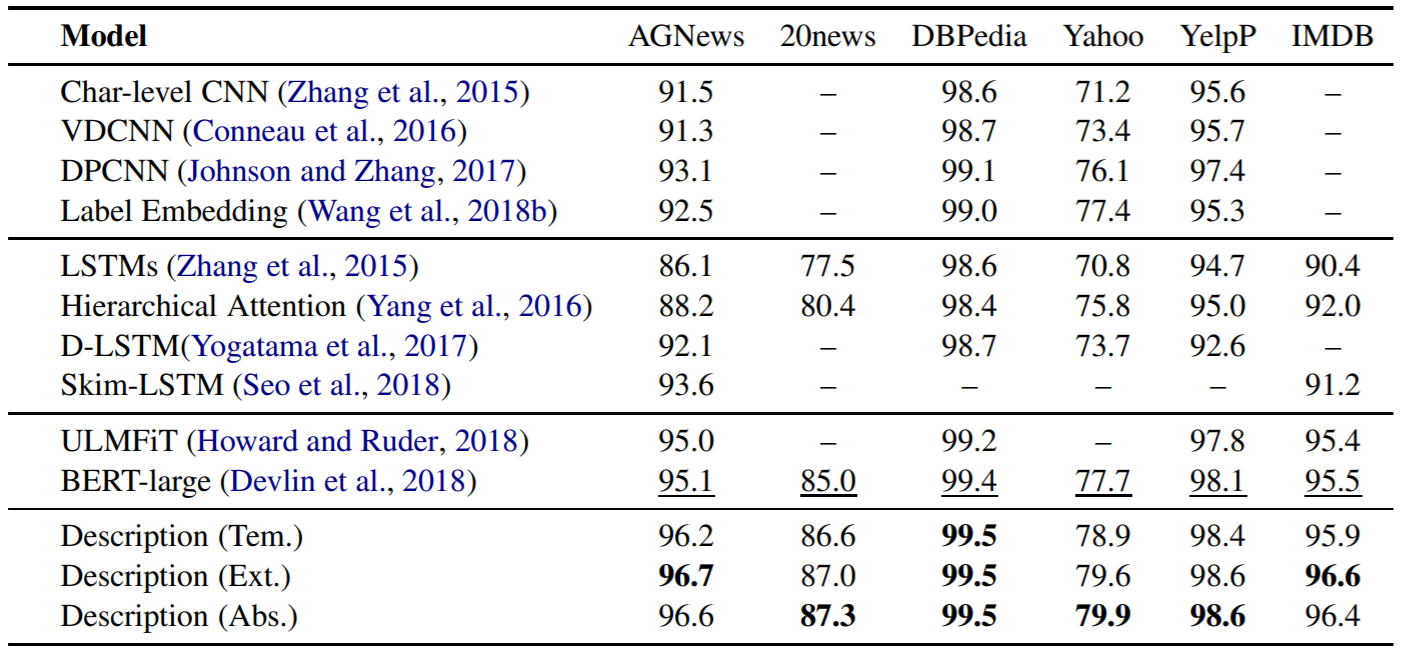 Model AGNews 20news DBPedia Yahoo YelpP IMDB
Char-level CNN (Zhang et al., 2015) 91.5 – 98.6 71.2 95.6 –
VDCNN (Conneau et al., 2016) 91.3 – 98.7 73.4 95.7 –
DPCNN (Johnson and Zhang, 2017) 93.1 – 99.1 76.1 97.4 –
Label Embedding (Wang et al., 2018b) 92.5 – 99.0 77.4 95.3 –
LSTMs (Zhang et al., 2015) 86.1 77.5 98.6 70.8 94.7 90.4
Hierarchical Attention (Yang et al., 2016) 88.2 80.4 98.4 75.8 95.0 92.0
D-LSTM(Yogatama et al., 2017) 92.1 – 98.7 73.7 92.6 –
Skim-LSTM (Seo et al., 2018) 93.6 – – – – 91.2
ULMFiT (Howard and Ruder, 2018) 95.0 – 99.2 – 97.8 95.4
BERT-large (Devlin et al., 2018) 95.1 85.0 99.4 77.7 98.1 95.5
Description (Tem.) 96.2 86.6 99.5 78.9 98.4 95.9
Description (Ext.) 96.7 87.0 99.5 79.6 98.6 96.6
Description (Abs.) 96.6 87.3 99.5 79.9 98.6 96.4